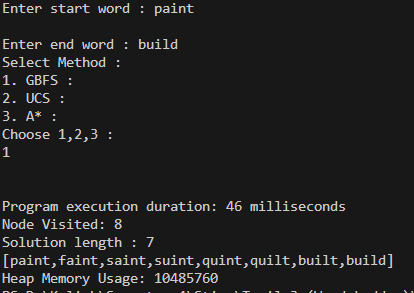 Enter start word : paint
Enter end word : build
Select Method :
1. GBFS :
2. UCS :
3. A* :
Choose 1,2,3 :
1
Program execution duration: 46 milliseconds
Node Visited: 8
Solution length : 7
[paint,faint,saint,suint,quint,quilt,built,build]
Heap Memory Usage: 10485760